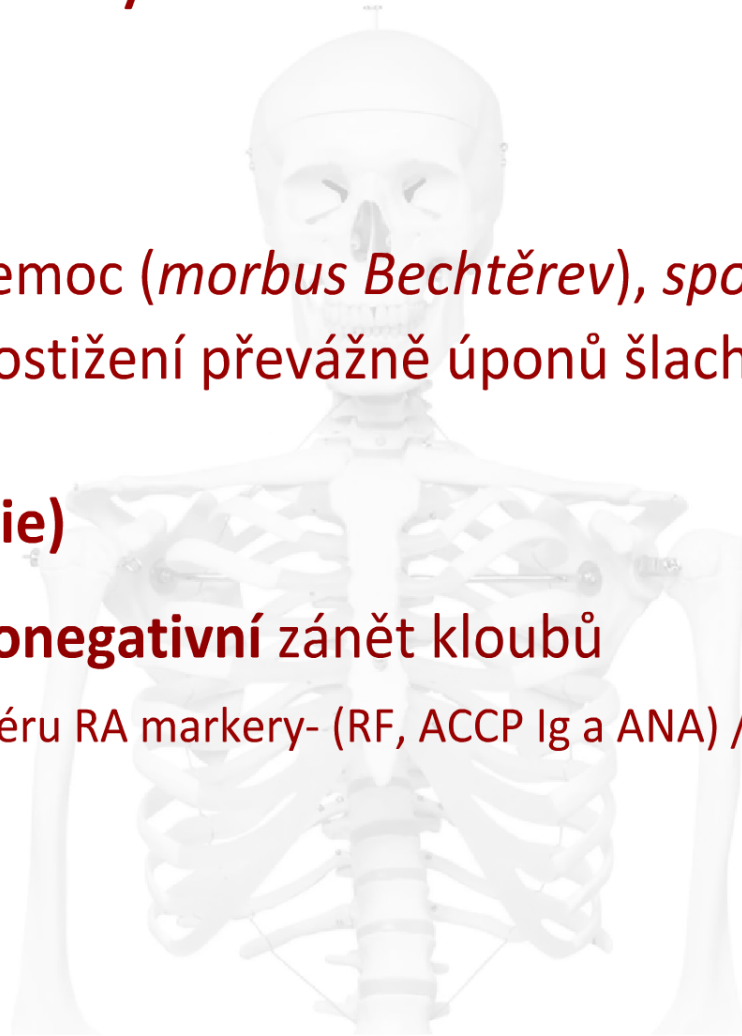 emoc (morbus Bechtěrev), spo
ostižení převážně úponů šlach
ie)
onegativní zánět kloubů
éru RA markery- (RF, ACCP Ig a ANA) /